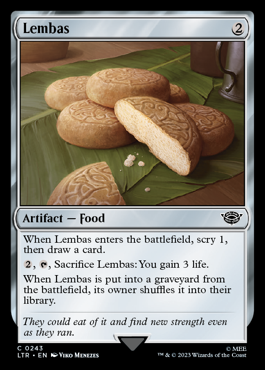 Lembas 2
Artifact — Food
When Lembas enters the battlefield, scry 1,
then draw a card.
2, , Sacrifice Lembas: You gain 3 life.
When Lembas is put into a graveyard from
the battlefield, its owner shuffles it into their
library.
They could eat of it and find new strength even
as they ran.
C 0243
LTR • EN Viko Menezes
© MEE
™ & © 2023 Wizards of the Coast